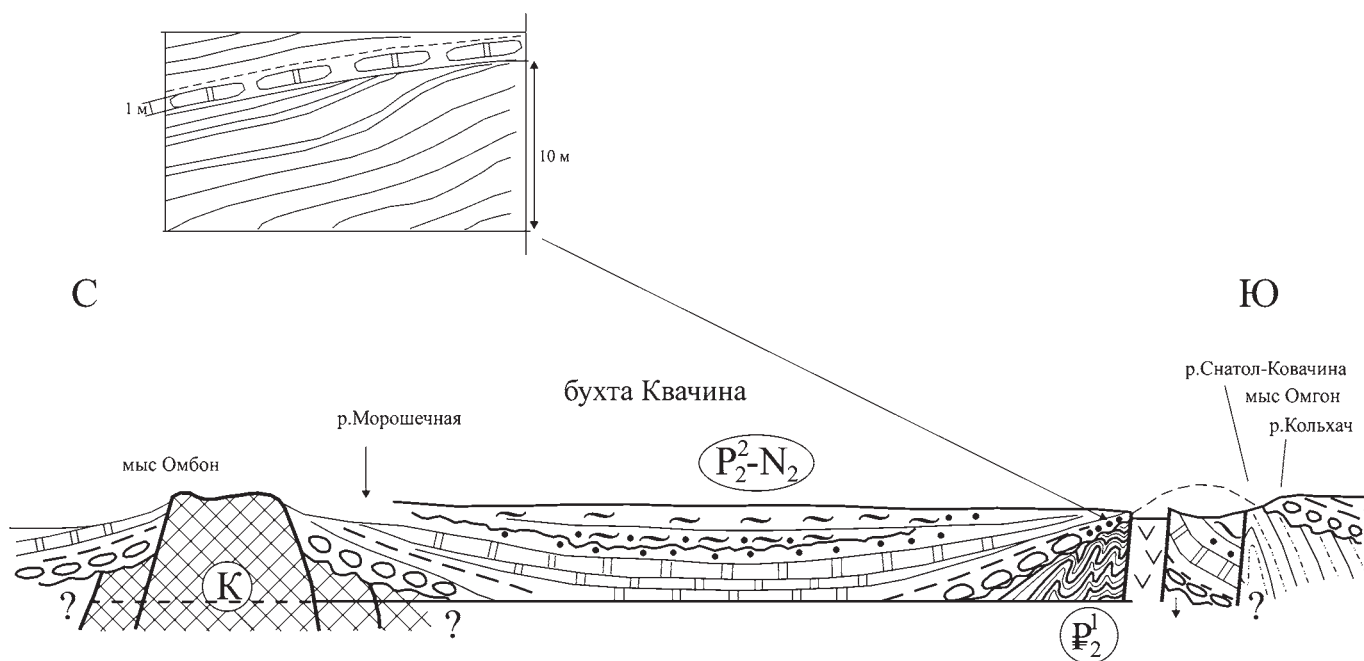 1 м
10 м
С
Ю
р.Снатол-Ковачина
мыс Омгон
р.Кольхач
бухта Квачина
р.Морошечная
мыс Омбон
P₂²-N₂
K
?
?
P₂¹
?